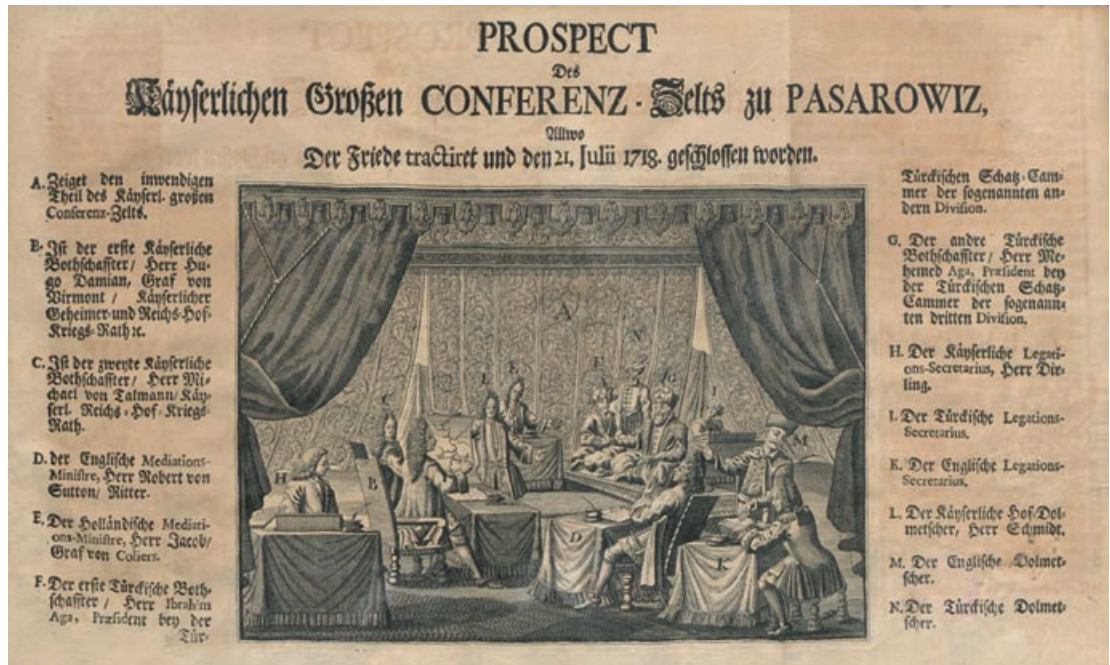 PROSPECT
Des
Käyserlichen Großen CONFERENZ-Zelts zu PASAROWIZ,
Allwo
Der Friede tractiret und den 21. Julii 1718. geschlossen worden.
A. Zeiget den inwendigen
Theil des Käyserl. großen
Conferenz-Zelts.
B. Ist der erste Käyserliche
Bothschaffter / Herr Hu-
go Damian, Graf von
Virmont / Käyserlicher
Geheimer-und Reichs-Hof-
Kriegs-Rath ꝛc.
C. Ist der zweyte Käyserliche
Bothschaffter / Herr Mi-
chael von Talmann / Käy-
serl. Reichs-Hof-Kriegs-
Rath.
D. der Englische Mediations-
Ministre, Herr Robert von
Sutton / Ritter.
E. Der Holländische Mediati-
ons-Ministre, Herr Jacob /
Graf von Coliers.
F. Der erste Türckische Both-
schaffter / Herr Ibrahim
Aga, Præsident bey der
Tür-
Türckischen Schatz-Cam-
mer der sogenannten an-
dern Division.
G. Der andre Türckische
Bothschaffter / Herr Me-
hemed Aga, Præsident bey
der Türckischen Schatz-
Cammer der sogenann-
ten dritten Division.
H. Der Käyserliche Legati-
ons-Secretarius, Herr Dir-
ling.
I. Der Türckische Legations-
Secretarius.
K. Der Englische Legations-
Secretarius.
L. Der Käyserliche Hof-Dol-
metscher, Herr Schmidt.
M. Der Englische Dolmet-
scher.
N. Der Türckische Dolmet-
scher.
A
N
F
G
L
E
I
C
M
H
B
D
K